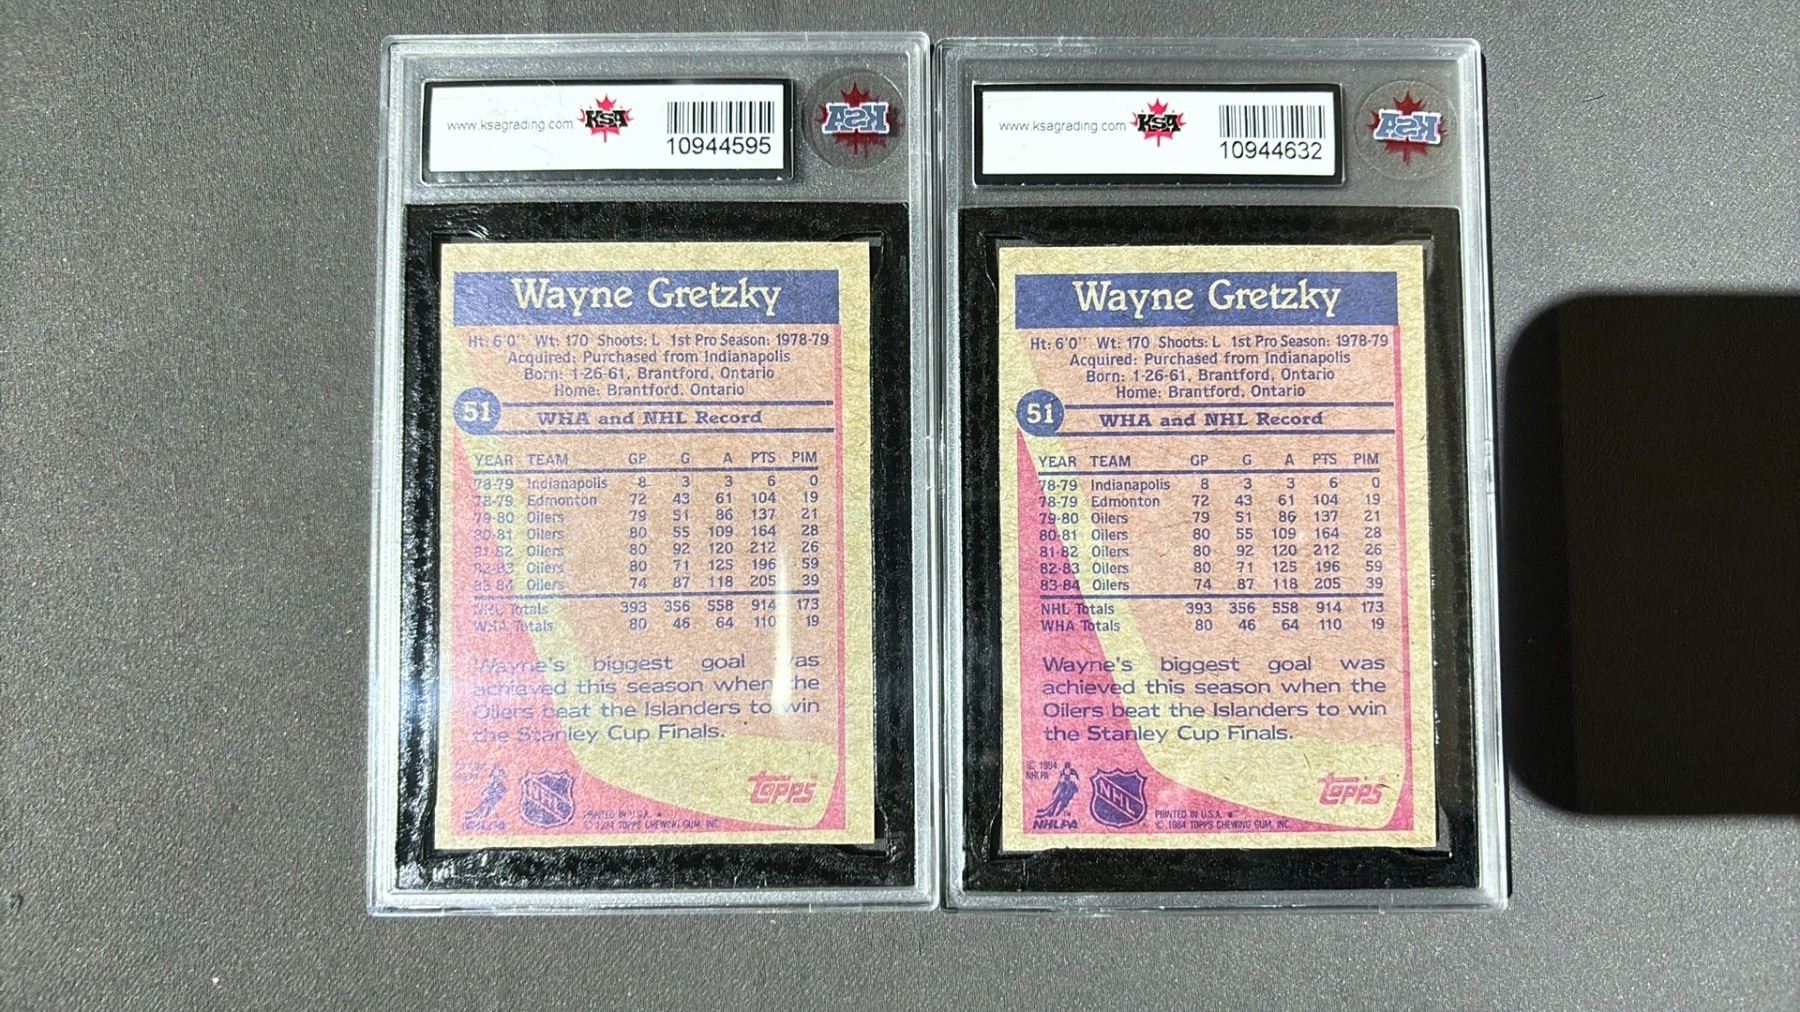 www.ksagrading.com KSA
10944595
KSA
Wayne Gretzky
Ht: 6'0" Wt: 170 Shoots: L 1st Pro Season: 1978-79
Acquired: Purchased from Indianapolis
Born: 1-26-61, Brantford, Ontario
Home: Brantford, Ontario
51
WHA and NHL Record
YEAR TEAM GP G A PTS PIM
78-79 Indianapolis 8 3 3 6 0
78-79 Edmonton 72 43 61 104 19
79-80 Oilers 79 51 86 137 21
80-81 Oilers 80 55 109 164 28
81-82 Oilers 80 92 120 212 26
82-83 Oilers 80 71 125 196 59
83-84 Oilers 74 87 118 205 39
NHL Totals 393 356 558 914 173
WHA Totals 80 46 64 110 19
Wayne's biggest goal was
achieved this season when the
Oilers beat the Islanders to win
the Stanley Cup Finals.
NHLPA
NHL
PRINTED IN U.S.A. *
© 1984 TOPPS CHEWING GUM, INC.
topps
www.ksagrading.com KSA
10944632
KSA
Wayne Gretzky
Ht: 6'0" Wt: 170 Shoots: L 1st Pro Season: 1978-79
Acquired: Purchased from Indianapolis
Born: 1-26-61, Brantford, Ontario
Home: Brantford, Ontario
51
WHA and NHL Record
YEAR TEAM GP G A PTS PIM
78-79 Indianapolis 8 3 3 6 0
78-79 Edmonton 72 43 61 104 19
79-80 Oilers 79 51 86 137 21
80-81 Oilers 80 55 109 164 28
81-82 Oilers 80 92 120 212 26
82-83 Oilers 80 71 125 196 59
83-84 Oilers 74 87 118 205 39
NHL Totals 393 356 558 914 173
WHA Totals 80 46 64 110 19
Wayne's biggest goal was
achieved this season when the
Oilers beat the Islanders to win
the Stanley Cup Finals.
© 1984
NHLPA
NHLPA
NHL
PRINTED IN U.S.A. *
© 1984 TOPPS CHEWING GUM, INC.
topps